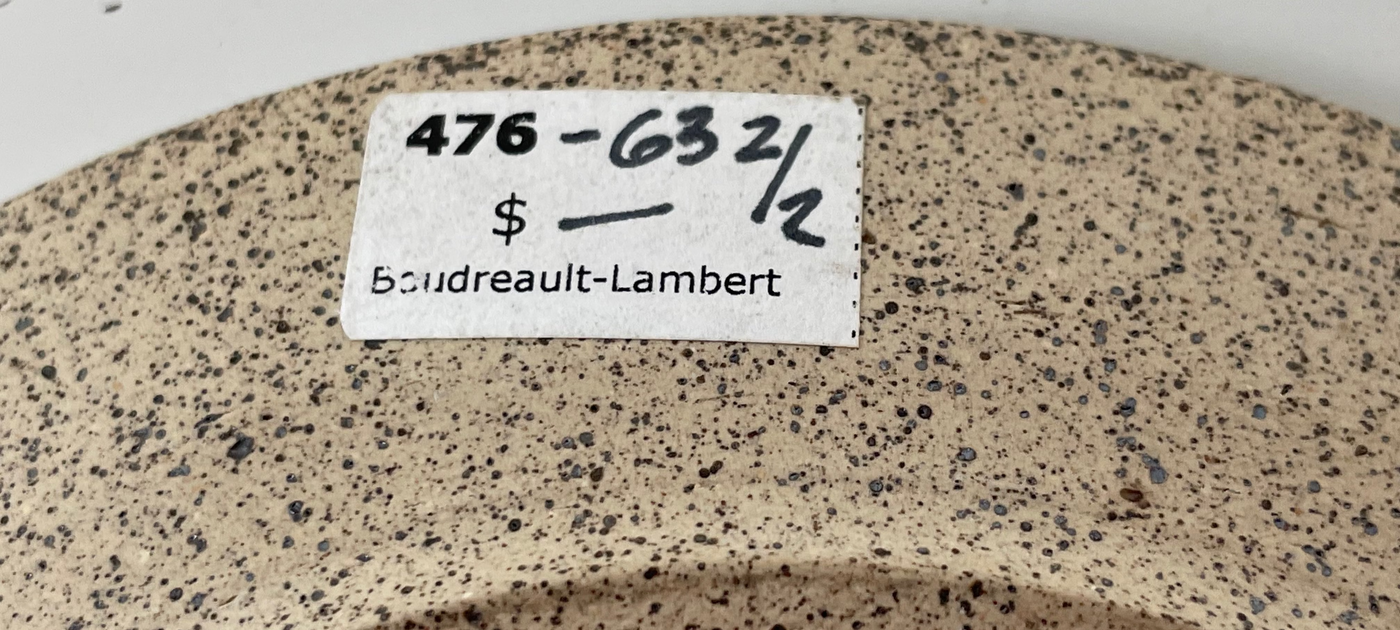 476 -63 2/2
$ —
Boudreault-Lambert